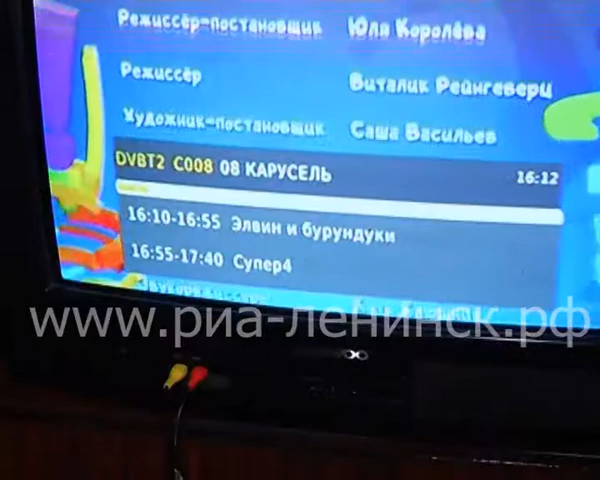 Режиссёр-постановщик Юля Королёва
Режиссёр Виталик Рейнгеверц
Художник-постановщик Саша Васильев
DVBT2 C008 08 КАРУСЕЛЬ 16:12
16:10-16:55 Элвин и бурундуки
16:55-17:40 Супер4
www.риа-ленинск.рф